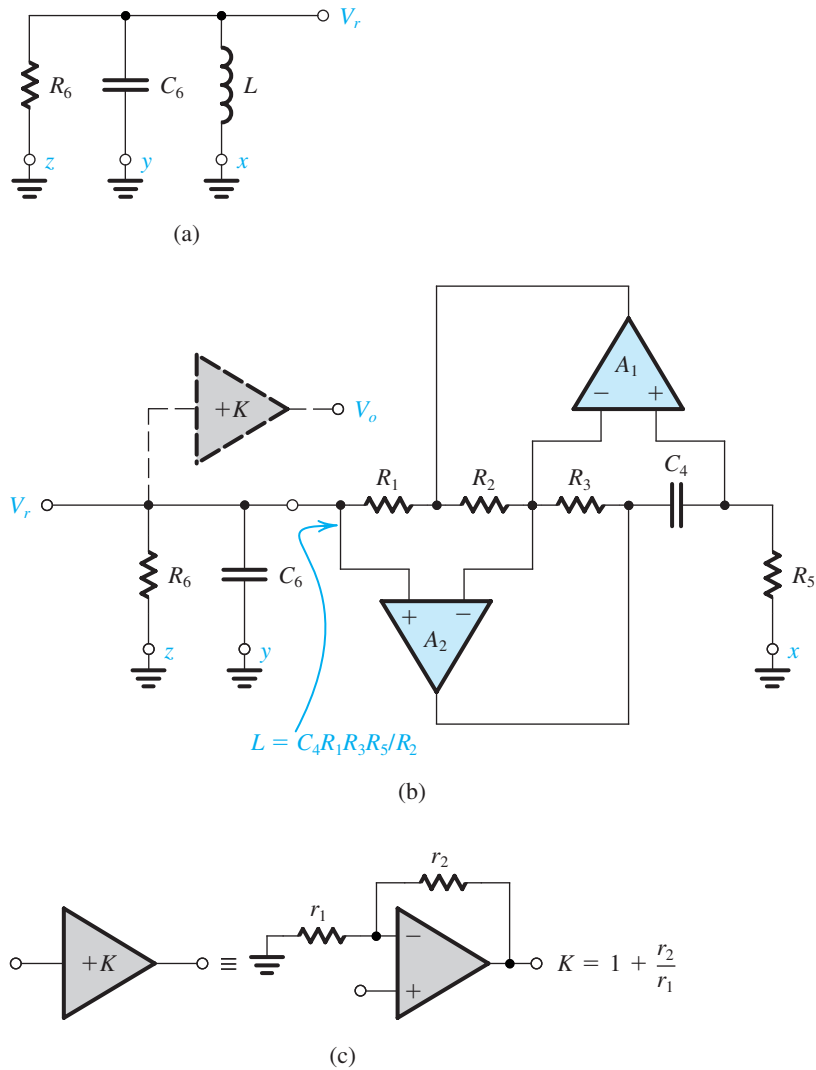 V_r
R_6 C_6 L
z y x
(a)
A_1
− +
+K V_o
R_1 R_2 R_3 C_4
V_r
R_6 C_6 R_5
+ −
A_2
z y x
L = C_4R_1R_3R_5/R_2
(b)
r_2
r_1
+K ≡ − + K = 1 + r_2/r_1
(c)